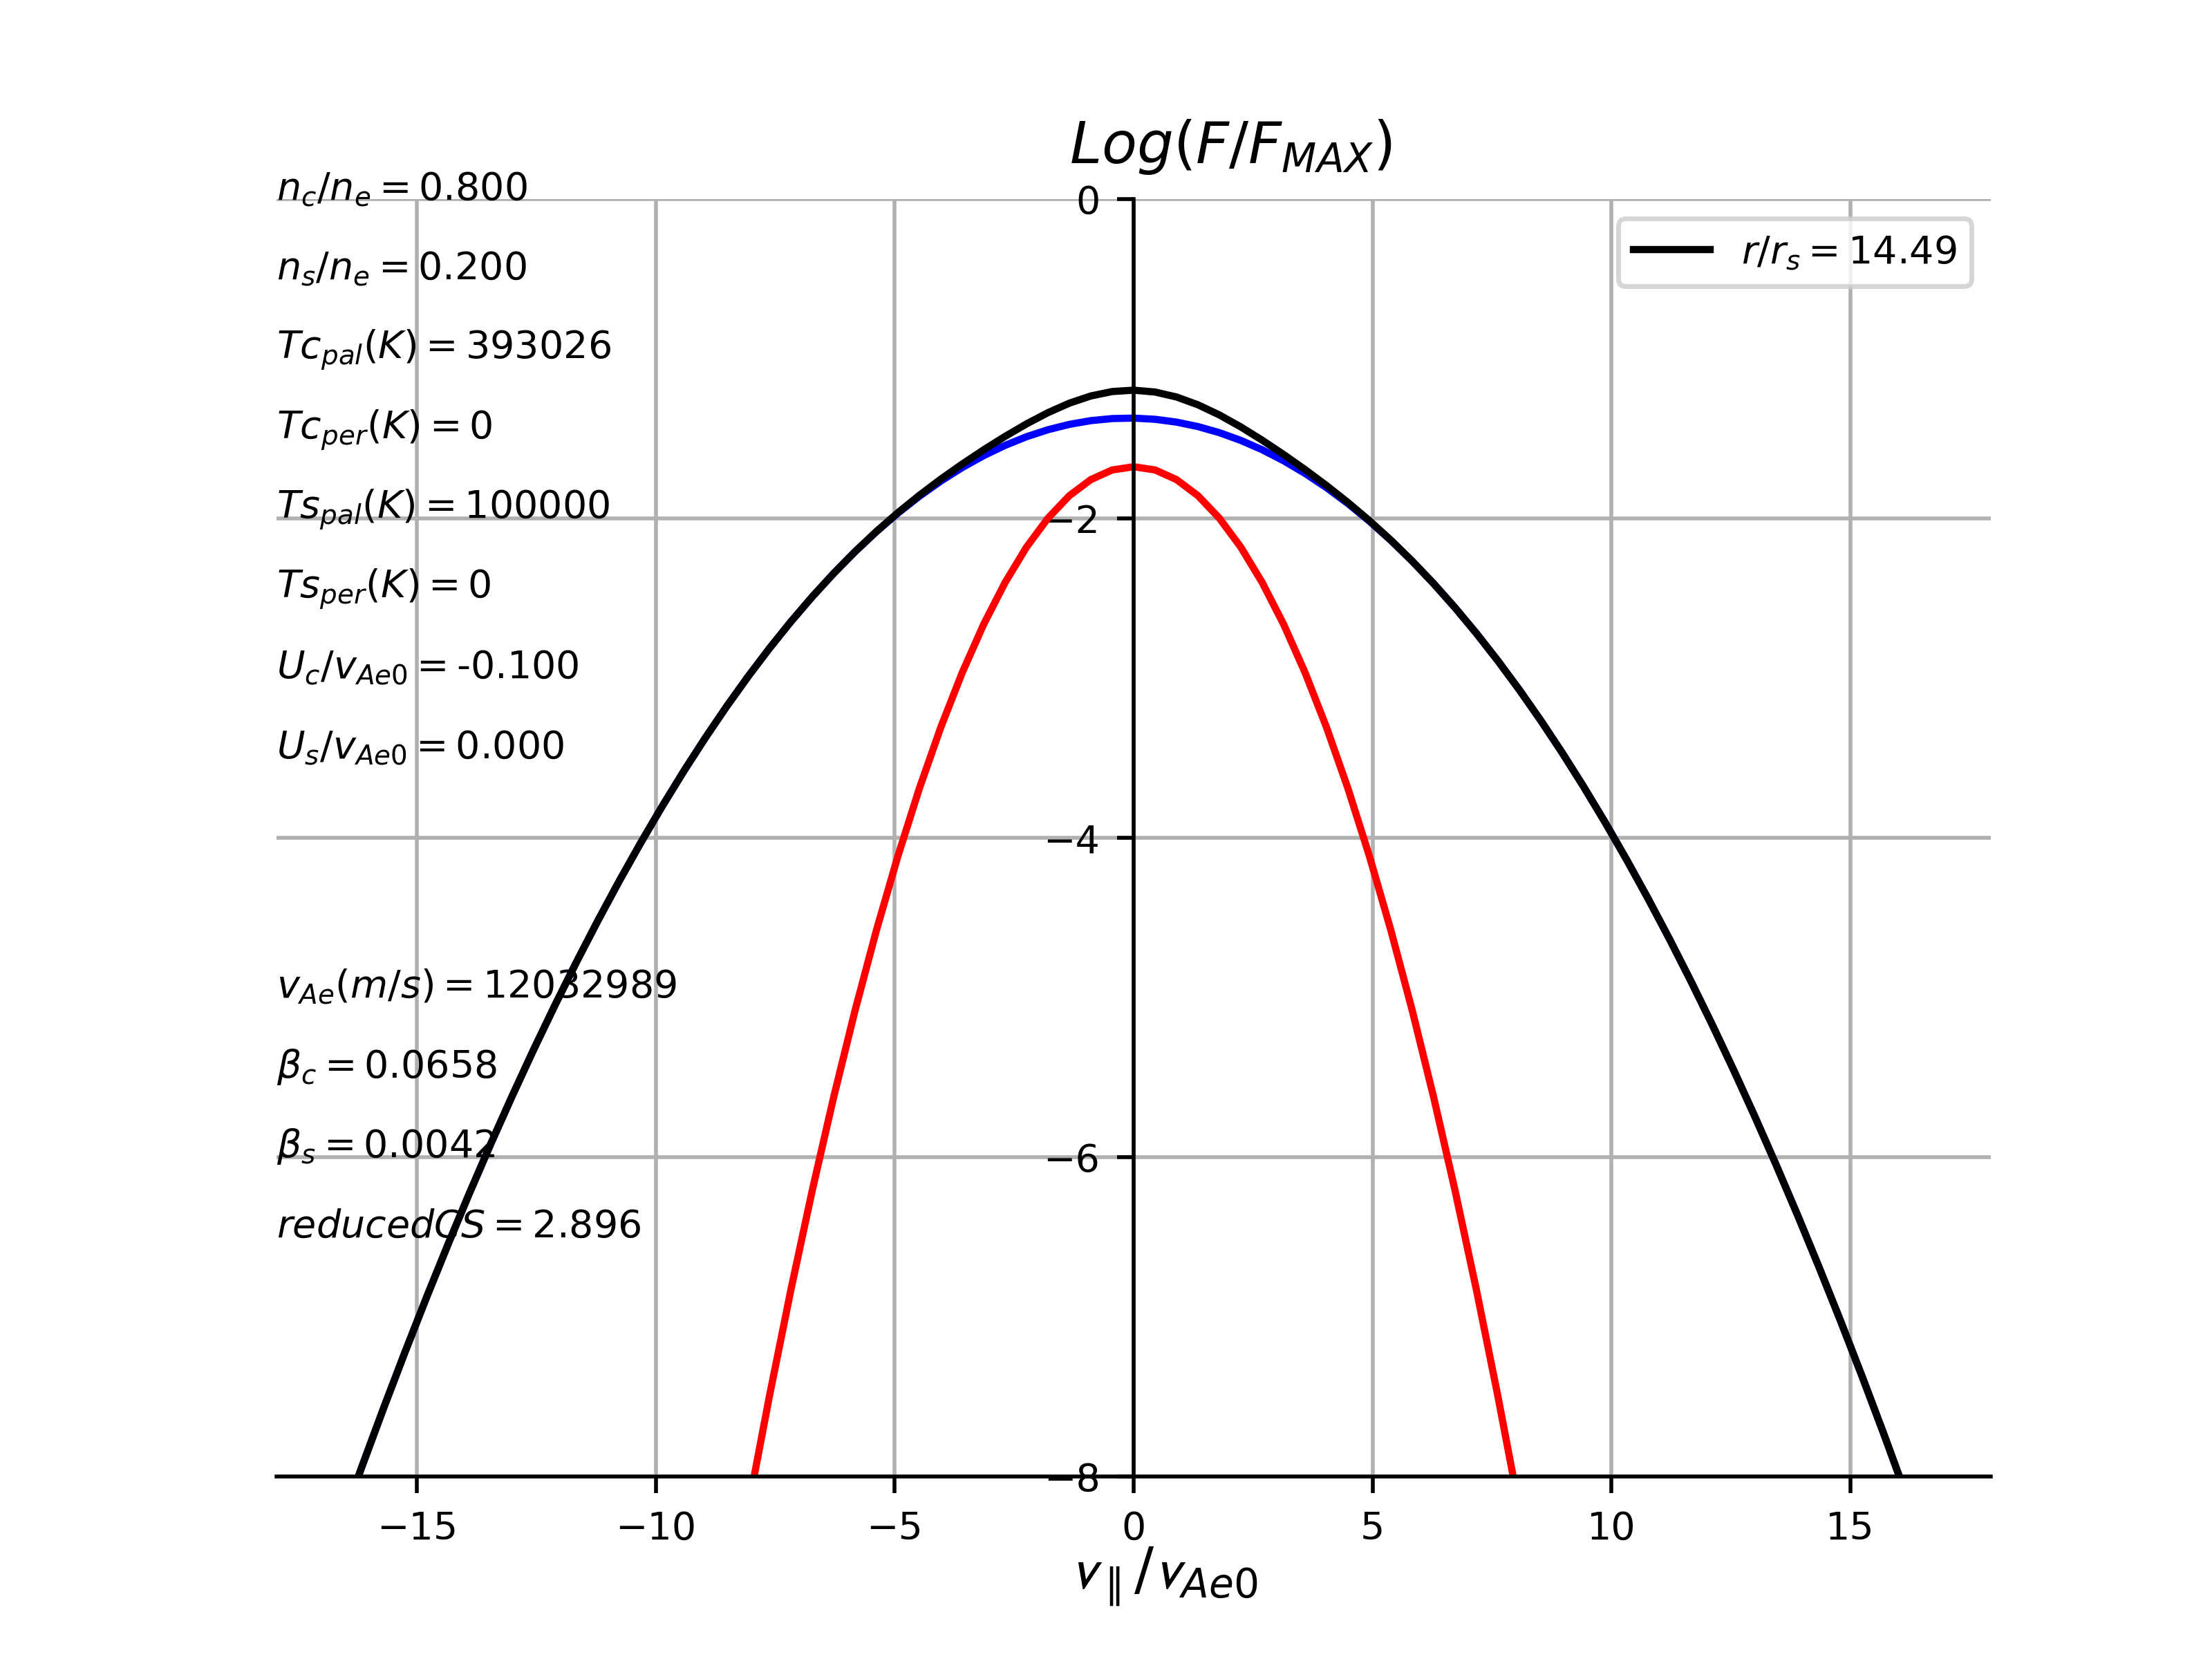 Log(F/F_MAX)
n_c/n_e = 0.800
n_s/n_e = 0.200
Tc_pal(K) = 393026
Tc_per(K) = 0
Ts_pal(K) = 100000
Ts_per(K) = 0
U_c/v_Ae0 = -0.100
U_s/v_Ae0 = 0.000
v_Ae(m/s) = 12032989
β_c = 0.0658
β_s = 0.0042
reducedCS = 2.896
r/r_s = 14.49
0
−2
−4
−6
−8
−15 −10 −5 0 5 10 15
v_∥/v_Ae0